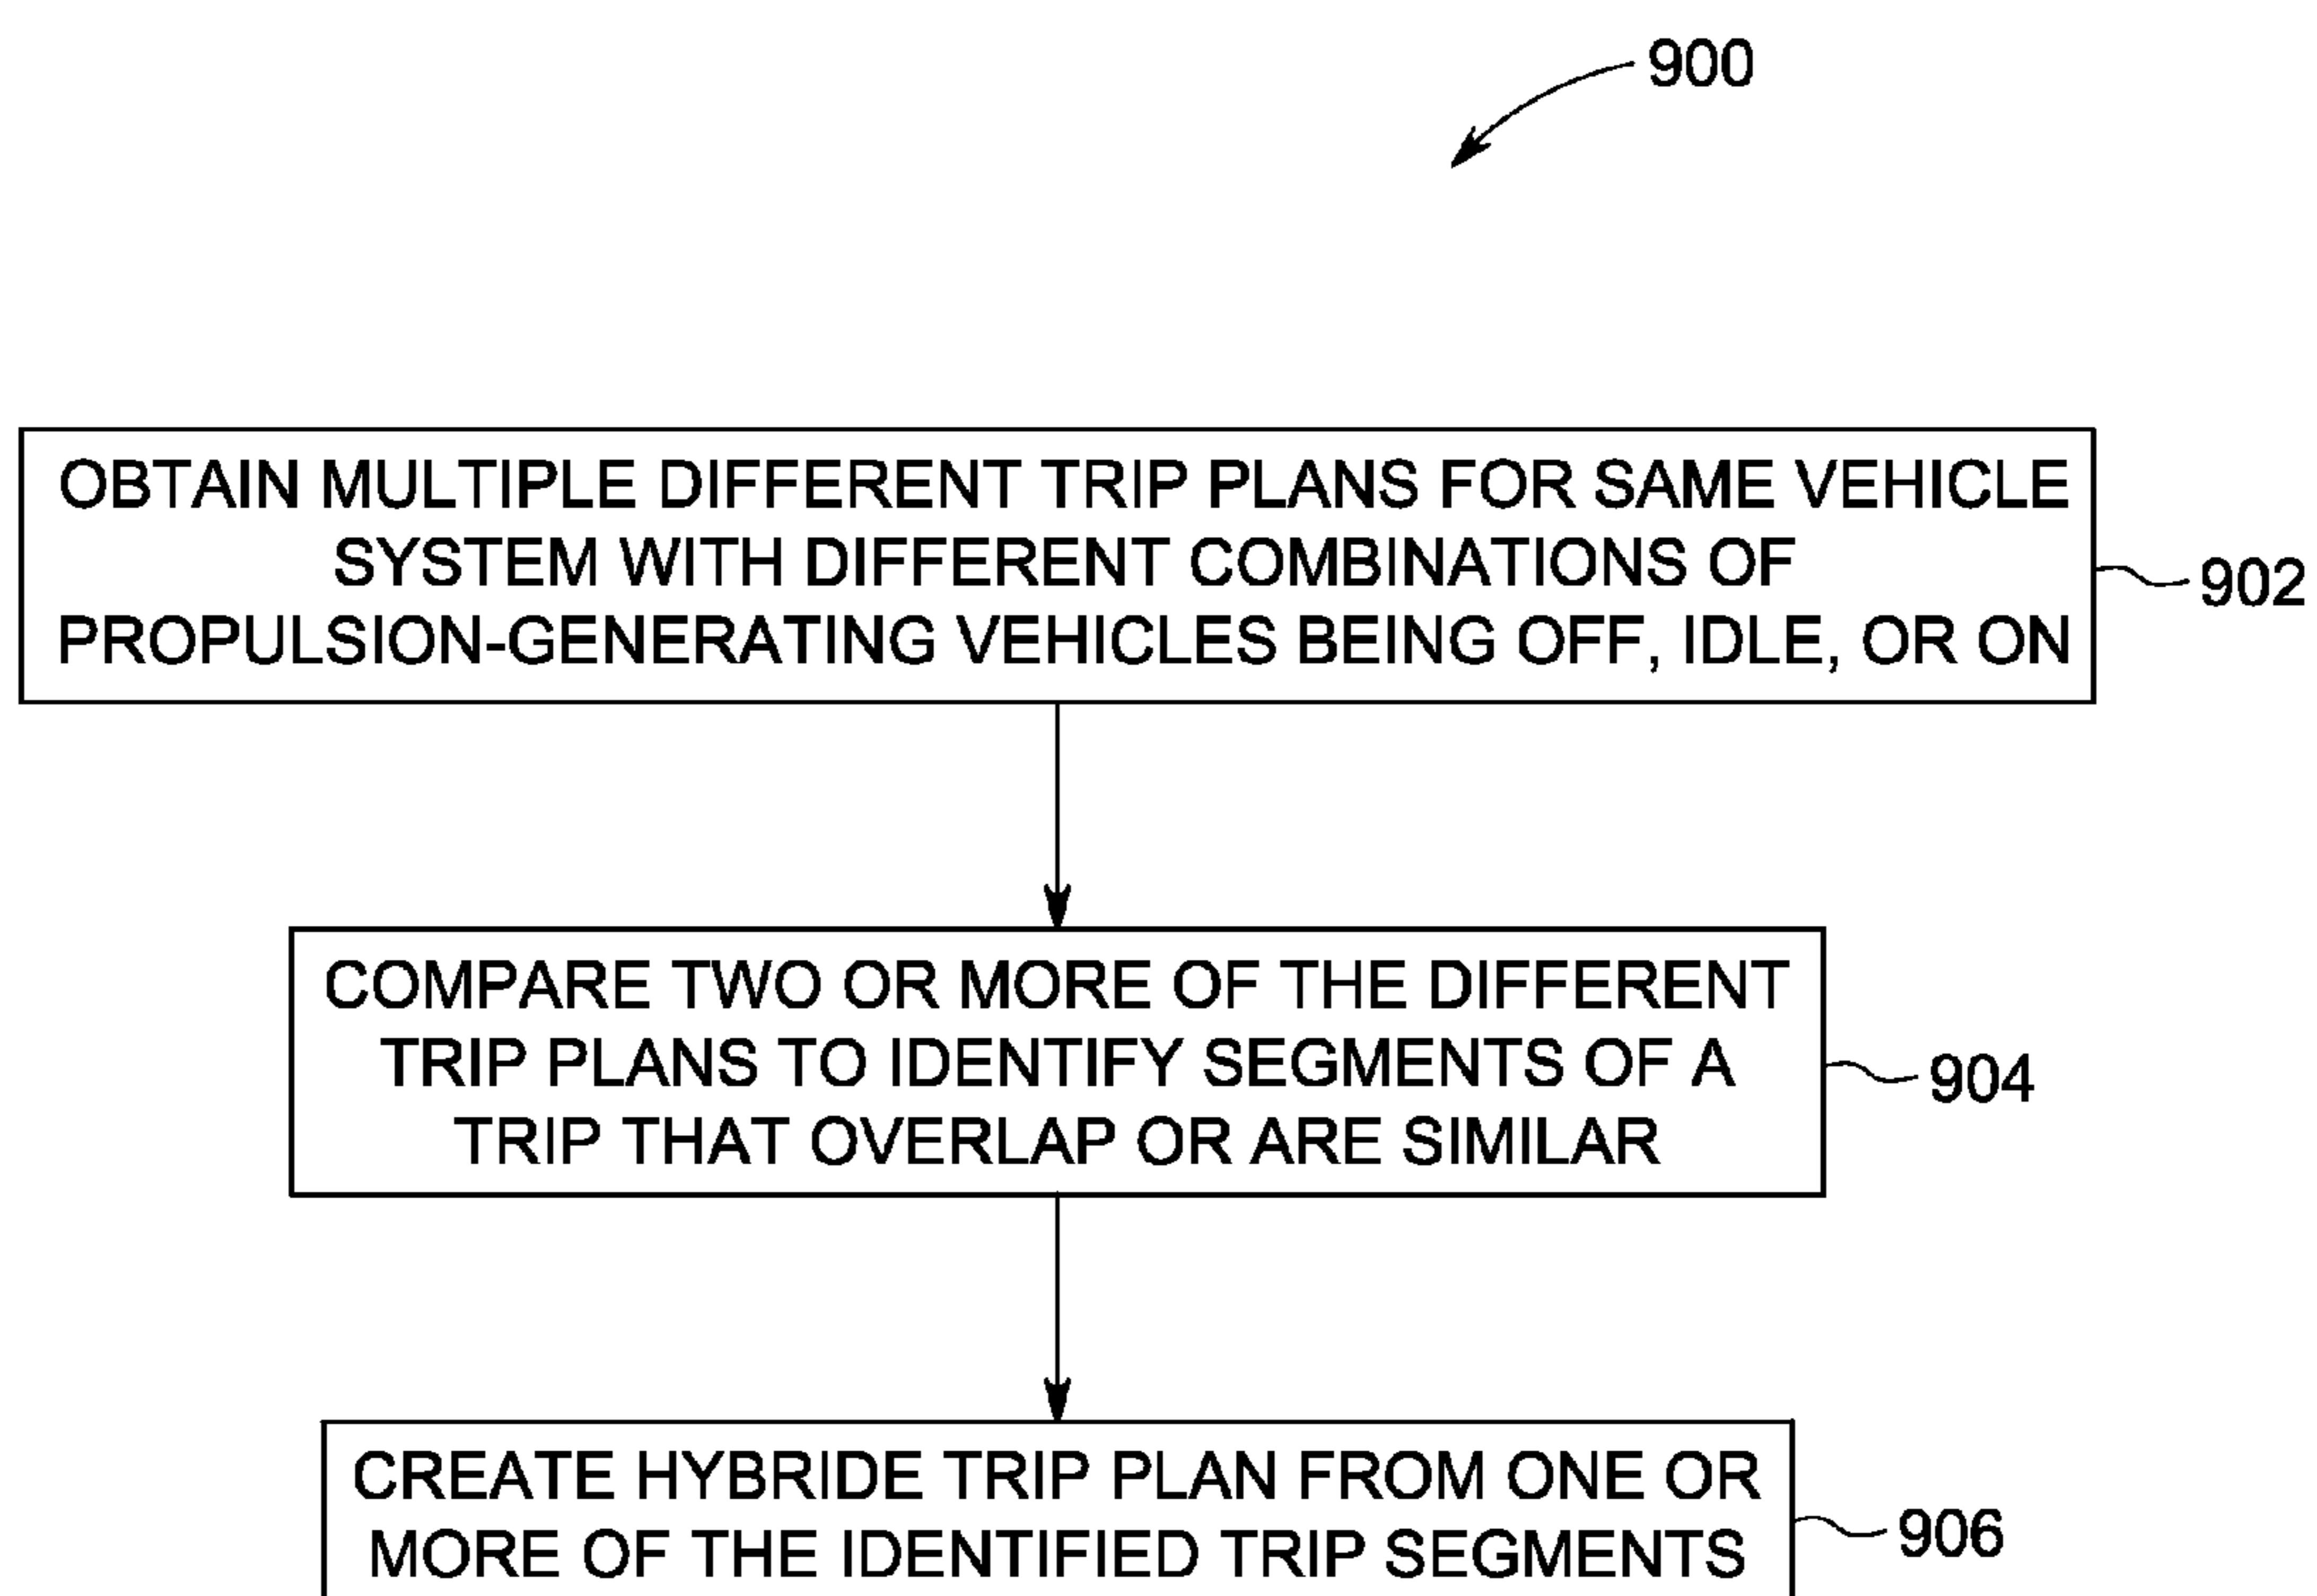 900
OBTAIN MULTIPLE DIFFERENT TRIP PLANS FOR SAME VEHICLE
SYSTEM WITH DIFFERENT COMBINATIONS OF
PROPULSION-GENERATING VEHICLES BEING OFF, IDLE, OR ON
902
COMPARE TWO OR MORE OF THE DIFFERENT
TRIP PLANS TO IDENTIFY SEGMENTS OF A
TRIP THAT OVERLAP OR ARE SIMILAR
904
CREATE HYBRIDE TRIP PLAN FROM ONE OR
MORE OF THE IDENTIFIED TRIP SEGMENTS
906